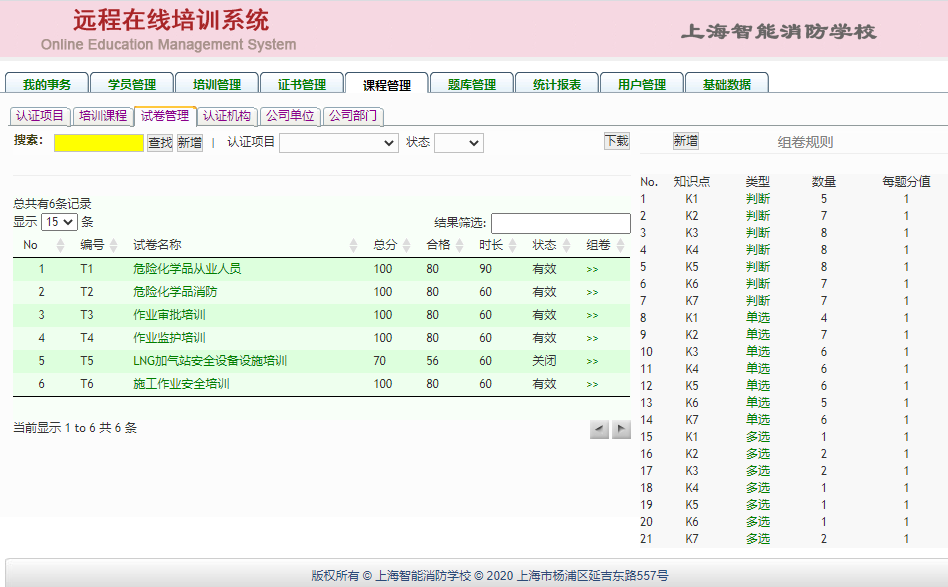 远程在线培训系统
Online Education Management System
上海智能消防学校
我的事务 学员管理 培训管理 证书管理 课程管理 题库管理 统计报表 用户管理 基础数据
认证项目 培训课程 试卷管理 认证机构 公司单位 公司部门
搜索: 查找 新增 | 认证项目 状态 下载
总共有6条记录
显示 15 条 结果筛选:
No 编号 试卷名称 总分 合格 时长 状态 组卷
1 T1 危险化学品从业人员 100 80 90 有效 >>
2 T2 危险化学品消防 100 80 60 有效 >>
3 T3 作业审批培训 100 80 60 有效 >>
4 T4 作业监护培训 100 80 60 有效 >>
5 T5 LNG加气站安全设备设施培训 70 56 60 关闭 >>
6 T6 施工作业安全培训 100 80 60 有效 >>
当前显示 1 to 6 共 6 条
新增 组卷规则
No. 知识点 类型 数量 每题分值
1 K1 判断 5 1
2 K2 判断 7 1
3 K3 判断 8 1
4 K4 判断 8 1
5 K5 判断 8 1
6 K6 判断 7 1
7 K7 判断 7 1
8 K1 单选 4 1
9 K2 单选 7 1
10 K3 单选 6 1
11 K4 单选 6 1
12 K5 单选 6 1
13 K6 单选 5 1
14 K7 单选 6 1
15 K1 多选 1 1
16 K2 多选 2 1
17 K3 多选 2 1
18 K4 多选 1 1
19 K5 多选 1 1
20 K6 多选 1 1
21 K7 多选 2 1
版权所有 © 上海智能消防学校 © 2020 上海市杨浦区延吉东路557号